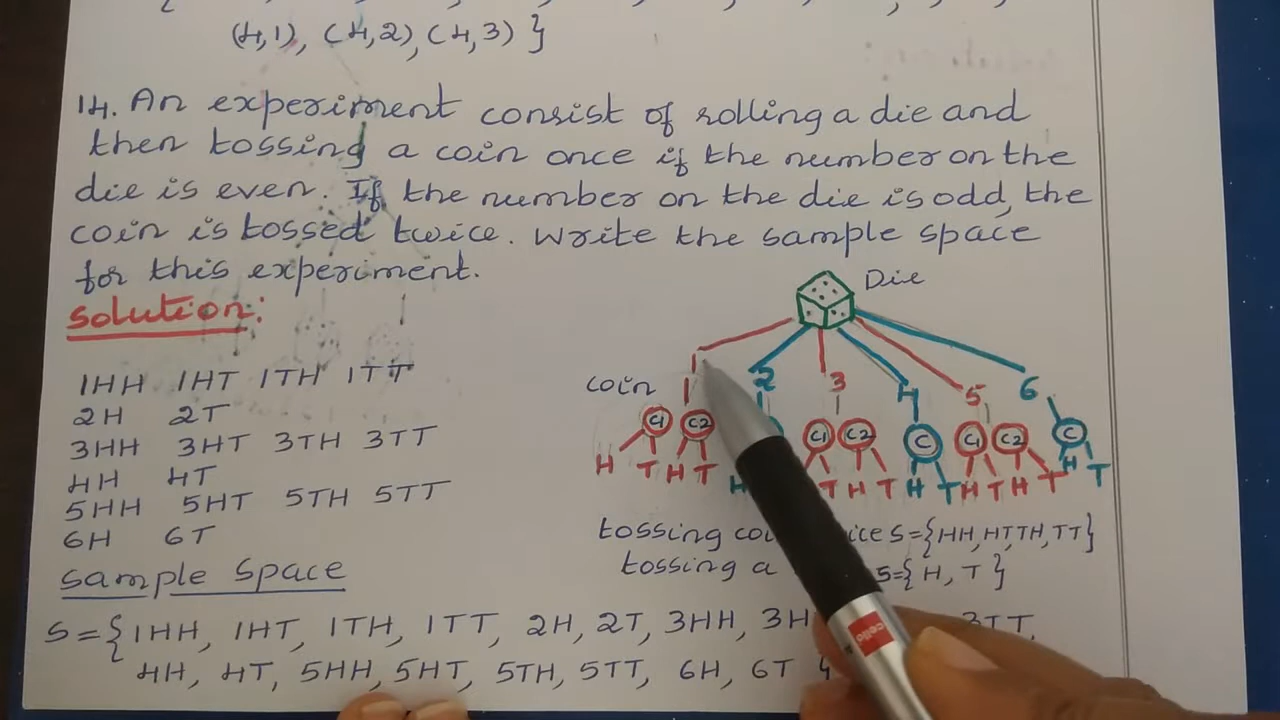 (4,1), (4,2), (4,3) }
14. An experiment consist of rolling a die and
then tossing a coin once if the number on the
die is even. If the number on the die is odd, the
coin is tossed twice. Write the sample space
for this experiment.
Solution:
Die
1HH 1HT 1TH 1TT
2H 2T
3HH 3HT 3TH 3TT
4H 4T
5HH 5HT 5TH 5TT
6H 6T
coin 1 2 3 4 5 6
C1 C2 C1 C2 C C1 C2 C
H T H T H T H T H T H T H T H T
tossing S={HH,HT,TH,TT}
tossing a S={H, T}
cello
Sample space
S={1HH, 1HT, 1TH, 1TT, 2H, 2T, 3HH, 3TT,
4H, 4T, 5HH, 5HT, 5TH, 5TT, 6H, 6T